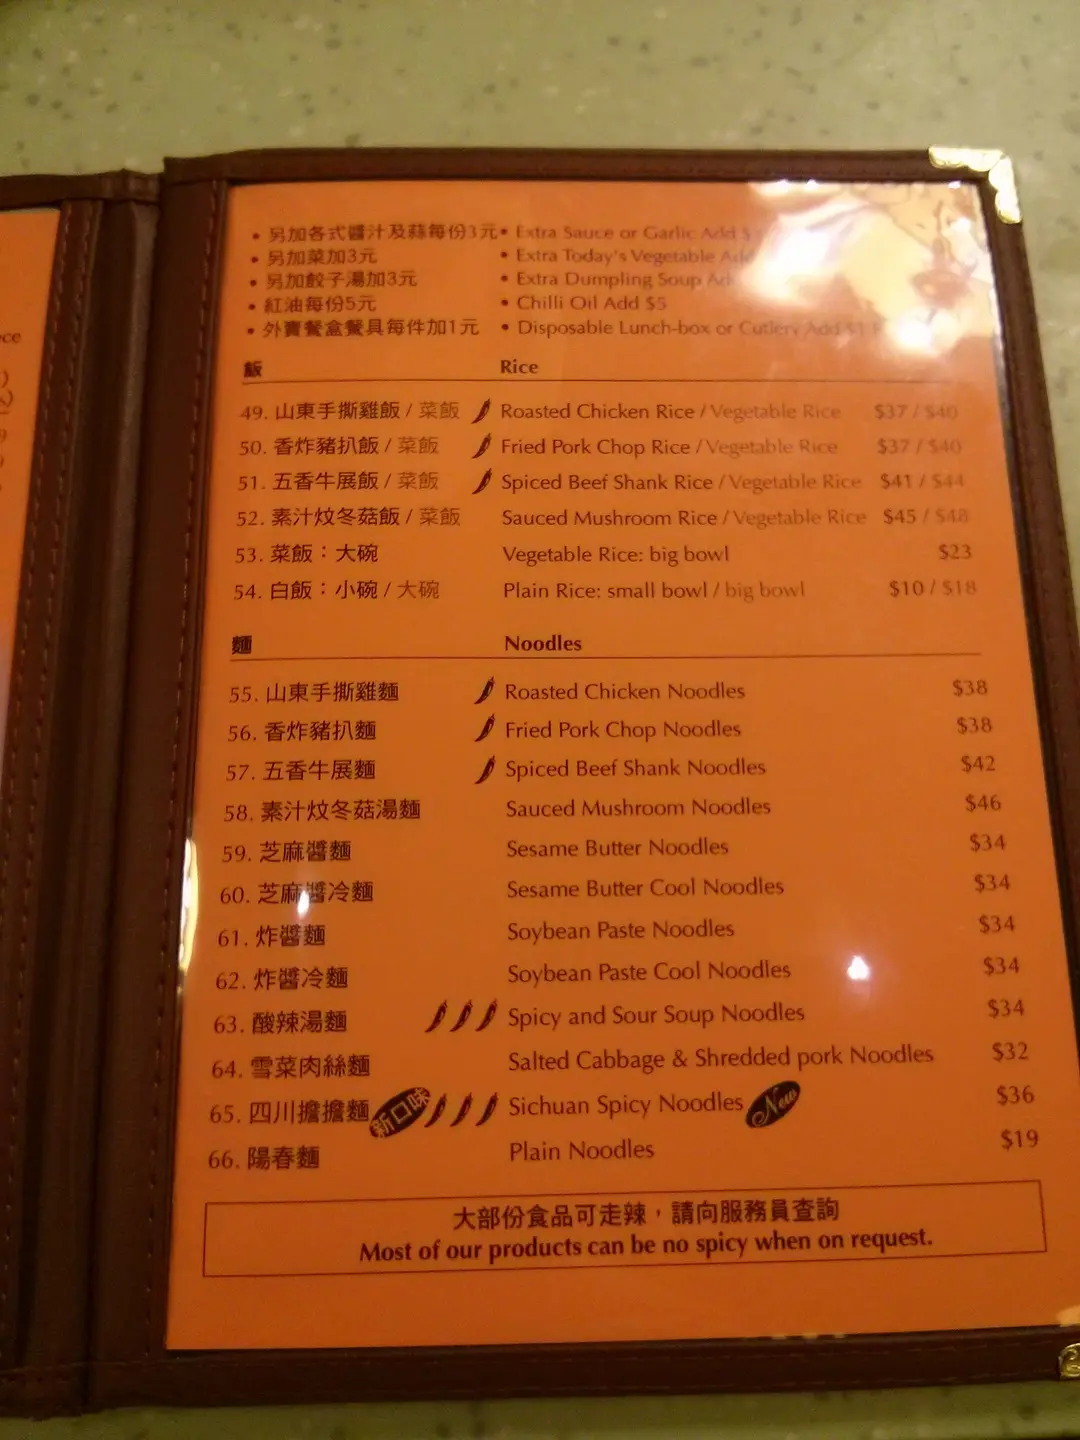 • 另加各式醬汁及蒜每份3元 • Extra Sauce or Garlic Add $
• 另加菜加3元 • Extra Today's Vegetable Add
• 另加餃子湯加3元 • Extra Dumpling Soup Add
• 紅油每份5元 • Chilli Oil Add $5
• 外賣餐盒餐具每件加1元 • Disposable Lunch-box or Cutlery Add $1
飯 Rice
49. 山東手撕雞飯 / 菜飯 Roasted Chicken Rice / Vegetable Rice $37 / $40
50. 香炸豬扒飯 / 菜飯 Fried Pork Chop Rice / Vegetable Rice $37 / $40
51. 五香牛展飯 / 菜飯 Spiced Beef Shank Rice / Vegetable Rice $41 / $44
52. 素汁炆冬菇飯 / 菜飯 Sauced Mushroom Rice / Vegetable Rice $45 / $48
53. 菜飯：大碗 Vegetable Rice: big bowl $23
54. 白飯：小碗 / 大碗 Plain Rice: small bowl / big bowl $10 / $18
麵 Noodles
55. 山東手撕雞麵 Roasted Chicken Noodles $38
56. 香炸豬扒麵 Fried Pork Chop Noodles $38
57. 五香牛展麵 Spiced Beef Shank Noodles $42
58. 素汁炆冬菇湯麵 Sauced Mushroom Noodles $46
59. 芝麻醬麵 Sesame Butter Noodles $34
60. 芝麻醬冷麵 Sesame Butter Cool Noodles $34
61. 炸醬麵 Soybean Paste Noodles $34
62. 炸醬冷麵 Soybean Paste Cool Noodles $34
63. 酸辣湯麵 Spicy and Sour Soup Noodles $34
64. 雪菜肉絲麵 Salted Cabbage & Shredded pork Noodles $32
65. 四川擔擔麵 新口味 Sichuan Spicy Noodles New $36
66. 陽春麵 Plain Noodles $19
大部份食品可走辣，請向服務員查詢
Most of our products can be no spicy when on request.